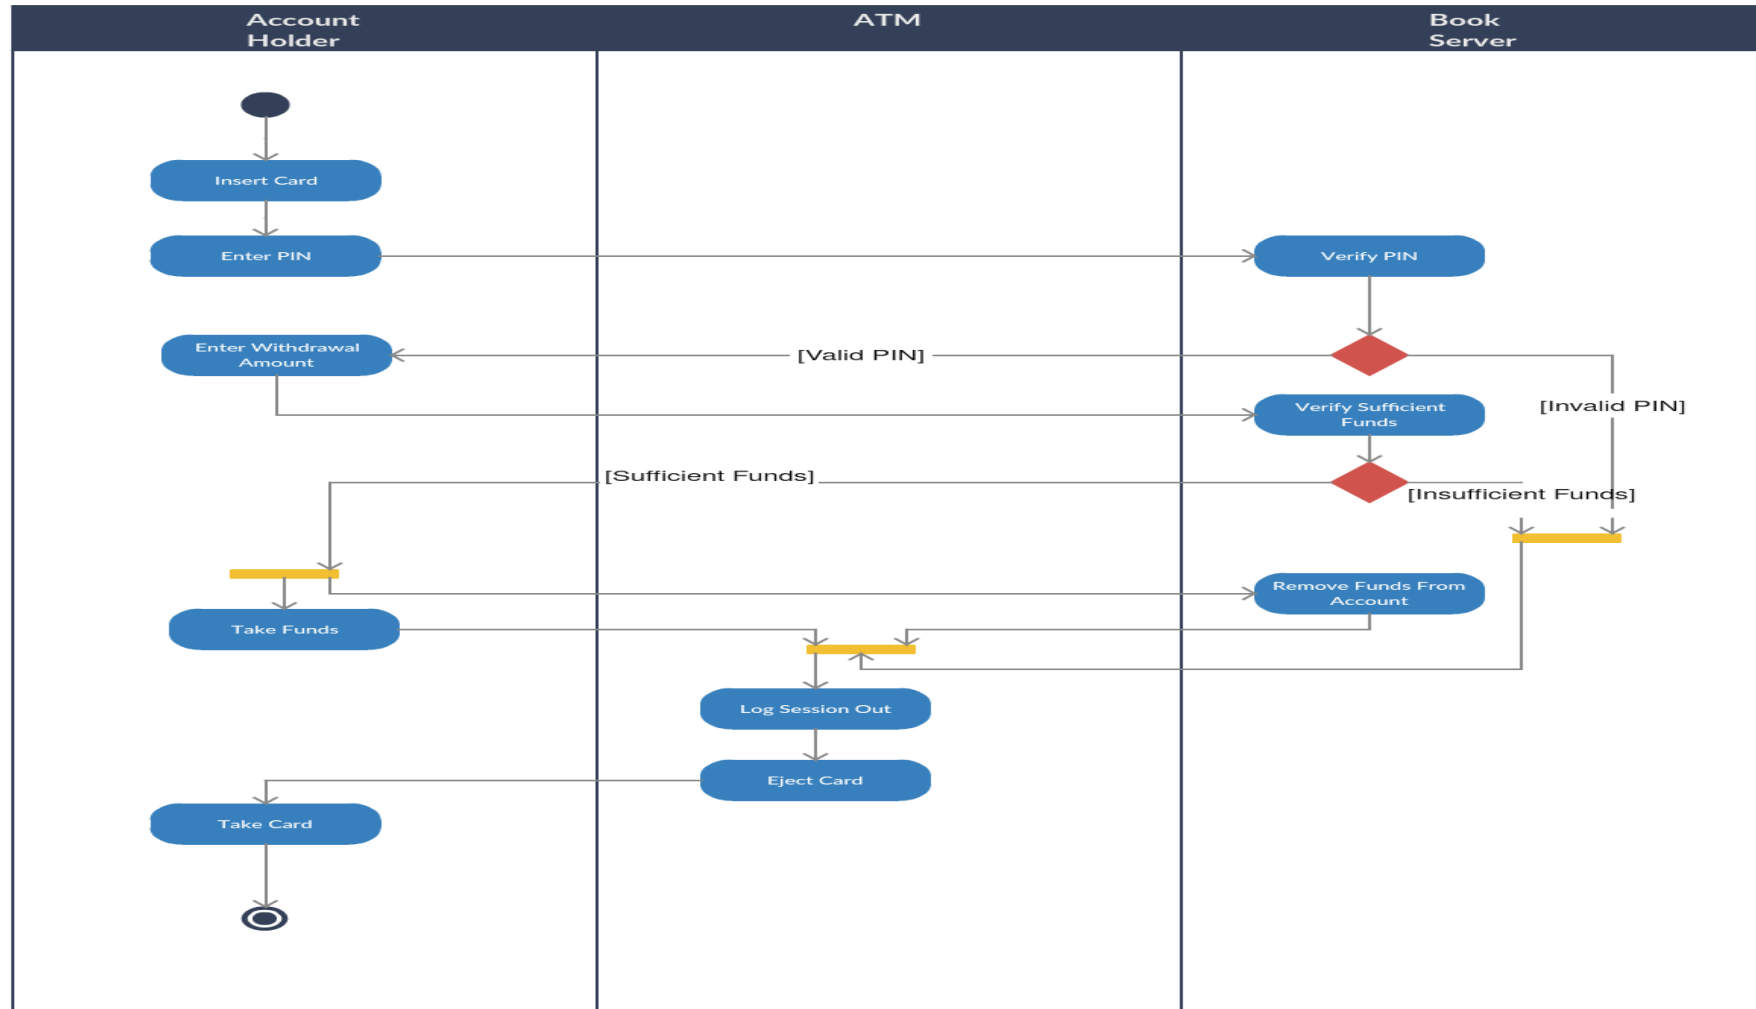 Account
Holder
ATM
Book
Server
Insert Card
Enter PIN
Verify PIN
Enter Withdrawal
Amount
[Valid PIN]
[Invalid PIN]
Verify Sufficient
Funds
[Sufficient Funds]
[Insufficient Funds]
Remove Funds From
Account
Take Funds
Log Session Out
Eject Card
Take Card